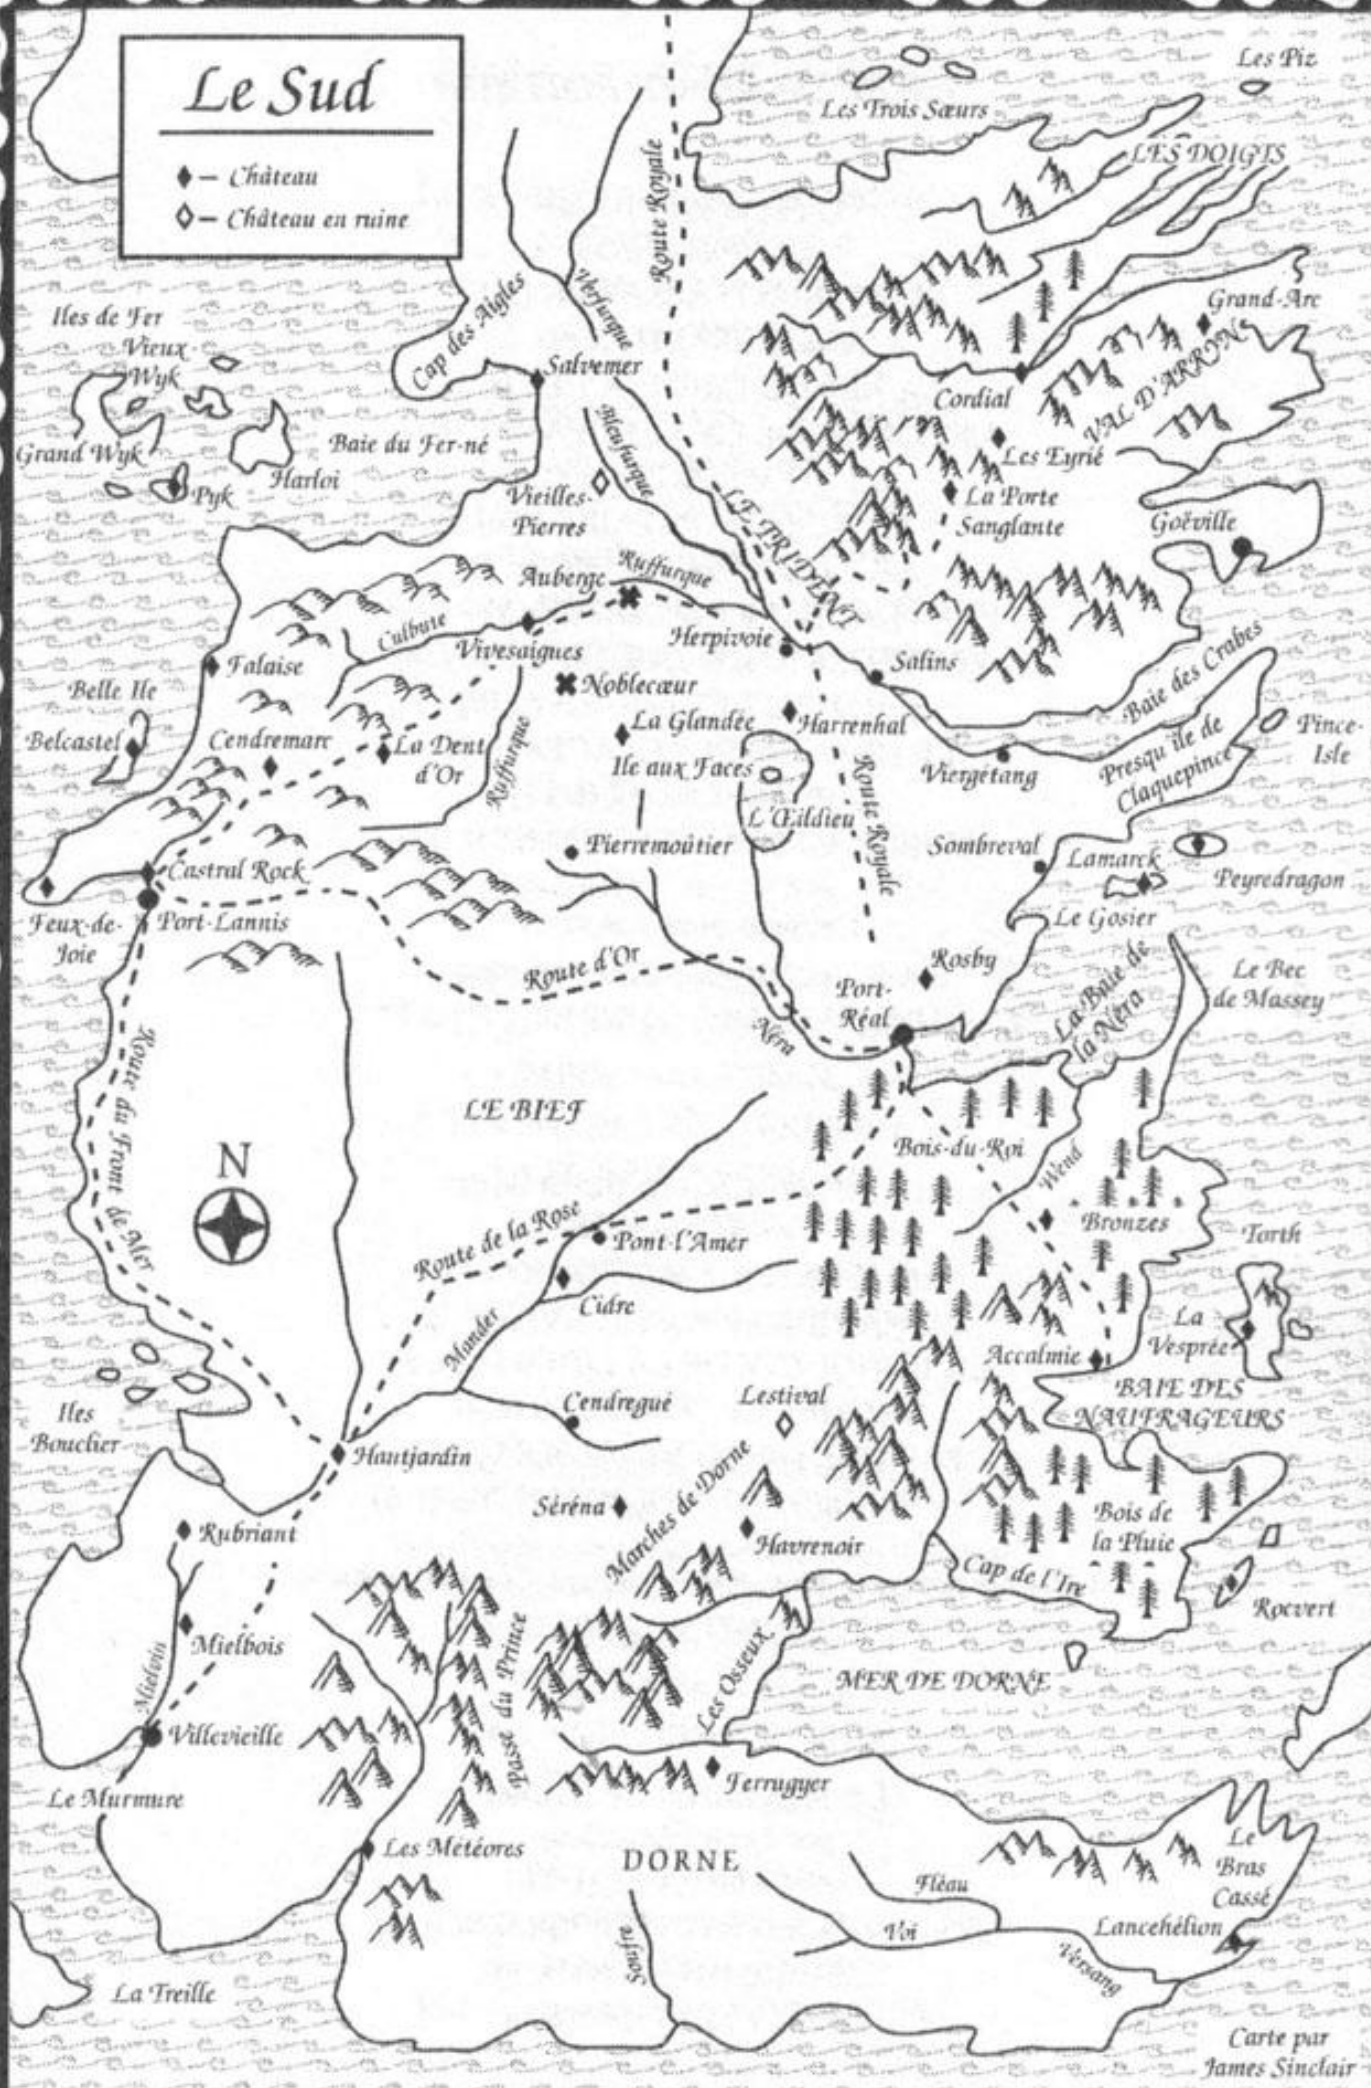 Le Sud
Château
Château en ruine
Les Trois Sœurs
Les Piz
LES DOIGTS
Route Royale
Verfurque
Cap des Aigles
Iles de Fer
Vieux
Wyk
Grand Wyk
Pyk
Harloi
Baie du Fer-né
Salvemer
Bleufurque
Vieilles-
Pierres
LE TRIDENT
Grand-Arc
VAL D'ARRYN
Cordial
Les Eyrié
La Porte
Sanglante
Goëville
Auberge
Ruffurque
Culbute
Vivesaigues
Herpivoie
Salins
Baie des Crabes
Falaise
Noblecœur
Belle Ile
Belcastel
Cendremarc
La Dent
d'Or
Ruffurque
La Glandée
Harrenhal
Ile aux Faces
L'Œildieu
Route Royale
Viergétang
Presqu'île de
Claquepince
Pince-
Isle
Pierremoûtier
Sombreval
Lamarck
Peyredragon
Le Gosier
Castral Rock
Feux-de-
Joie
Port-Lannis
Route d'Or
Rosby
Port-
Réal
Néra
La Baie de
la Néra
Le Bec
de Massey
Route du Front de Mer
LE BIEF
N
Bois-du-Roi
Wend
Bronzes
Torth
Route de la Rose
Pont-l'Amer
Cidre
Mander
La
Vesprée
Accalmie
BAIE DES
NAUFRAGEURS
Iles
Bouclier
Cendregué
Lestival
Hautjardin
Marches de Dorne
Séréna
Havrenoir
Bois de
la Pluie
Cap de l'Ire
Rocvert
Rubriant
Mielbois
Mielvin
Passe du Prince
Les Osseux
MER DE DORNE
Villevieille
Le Murmure
Ferrugyer
Les Météores
DORNE
Le
Bras
Cassé
Fléau
Voi
Lancehélion
Versang
Soufre
La Treille
Carte par
James Sinclair